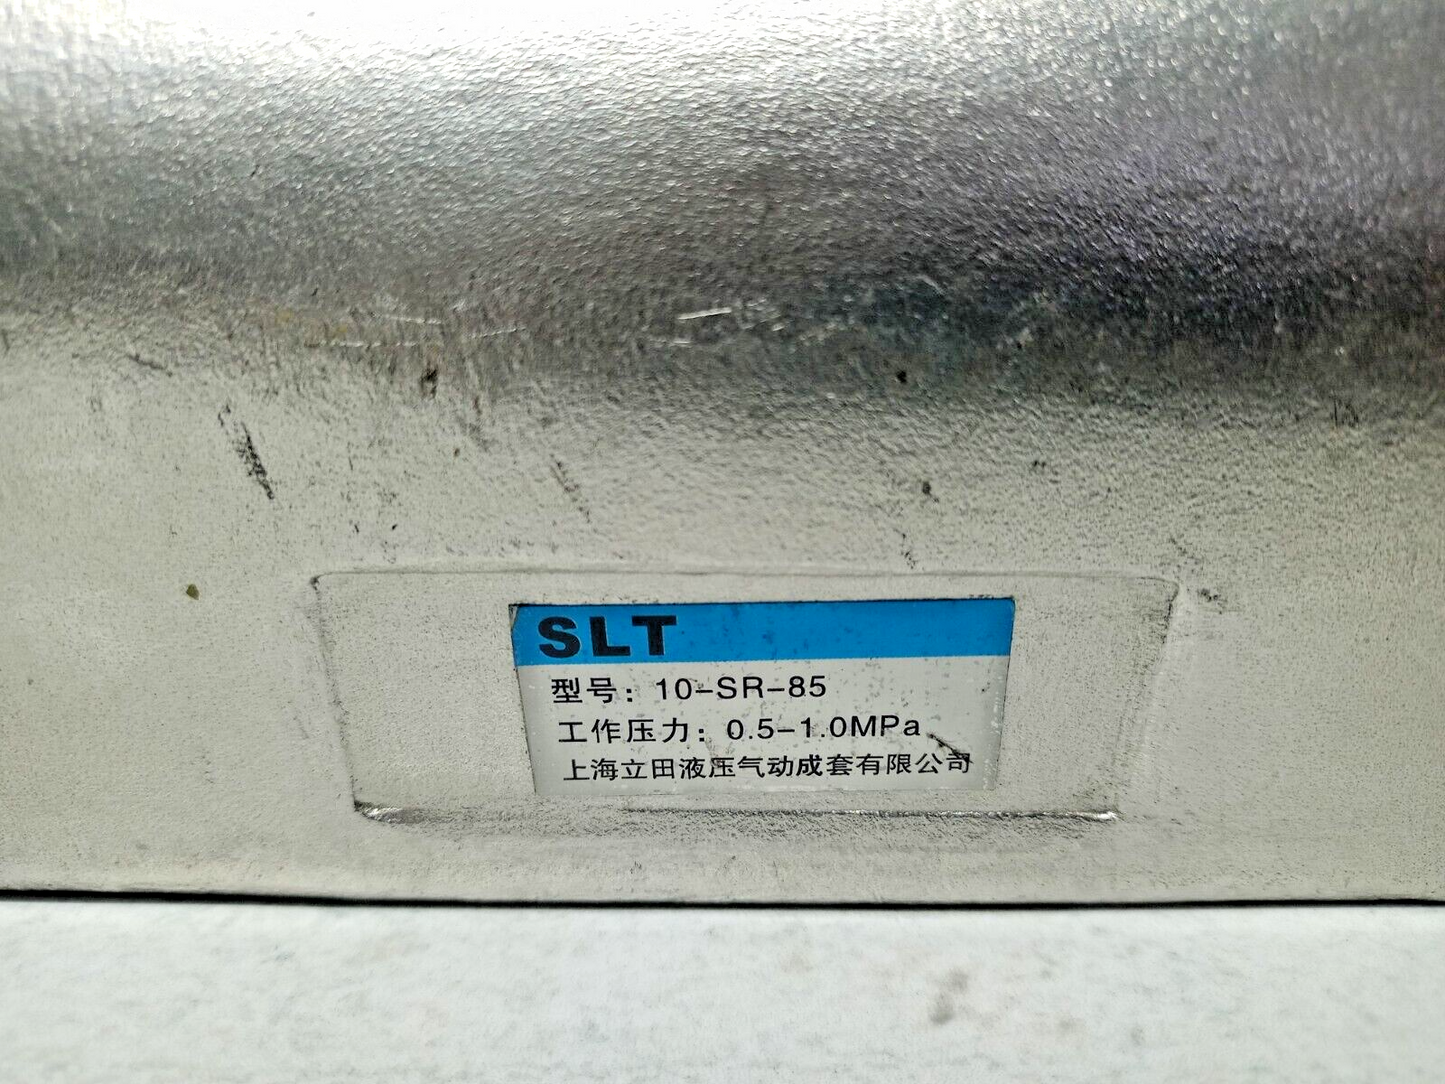 SLT
型号：10-SR-85
工作压力：0.5-1.0MPa
上海立田液压气动成套有限公司